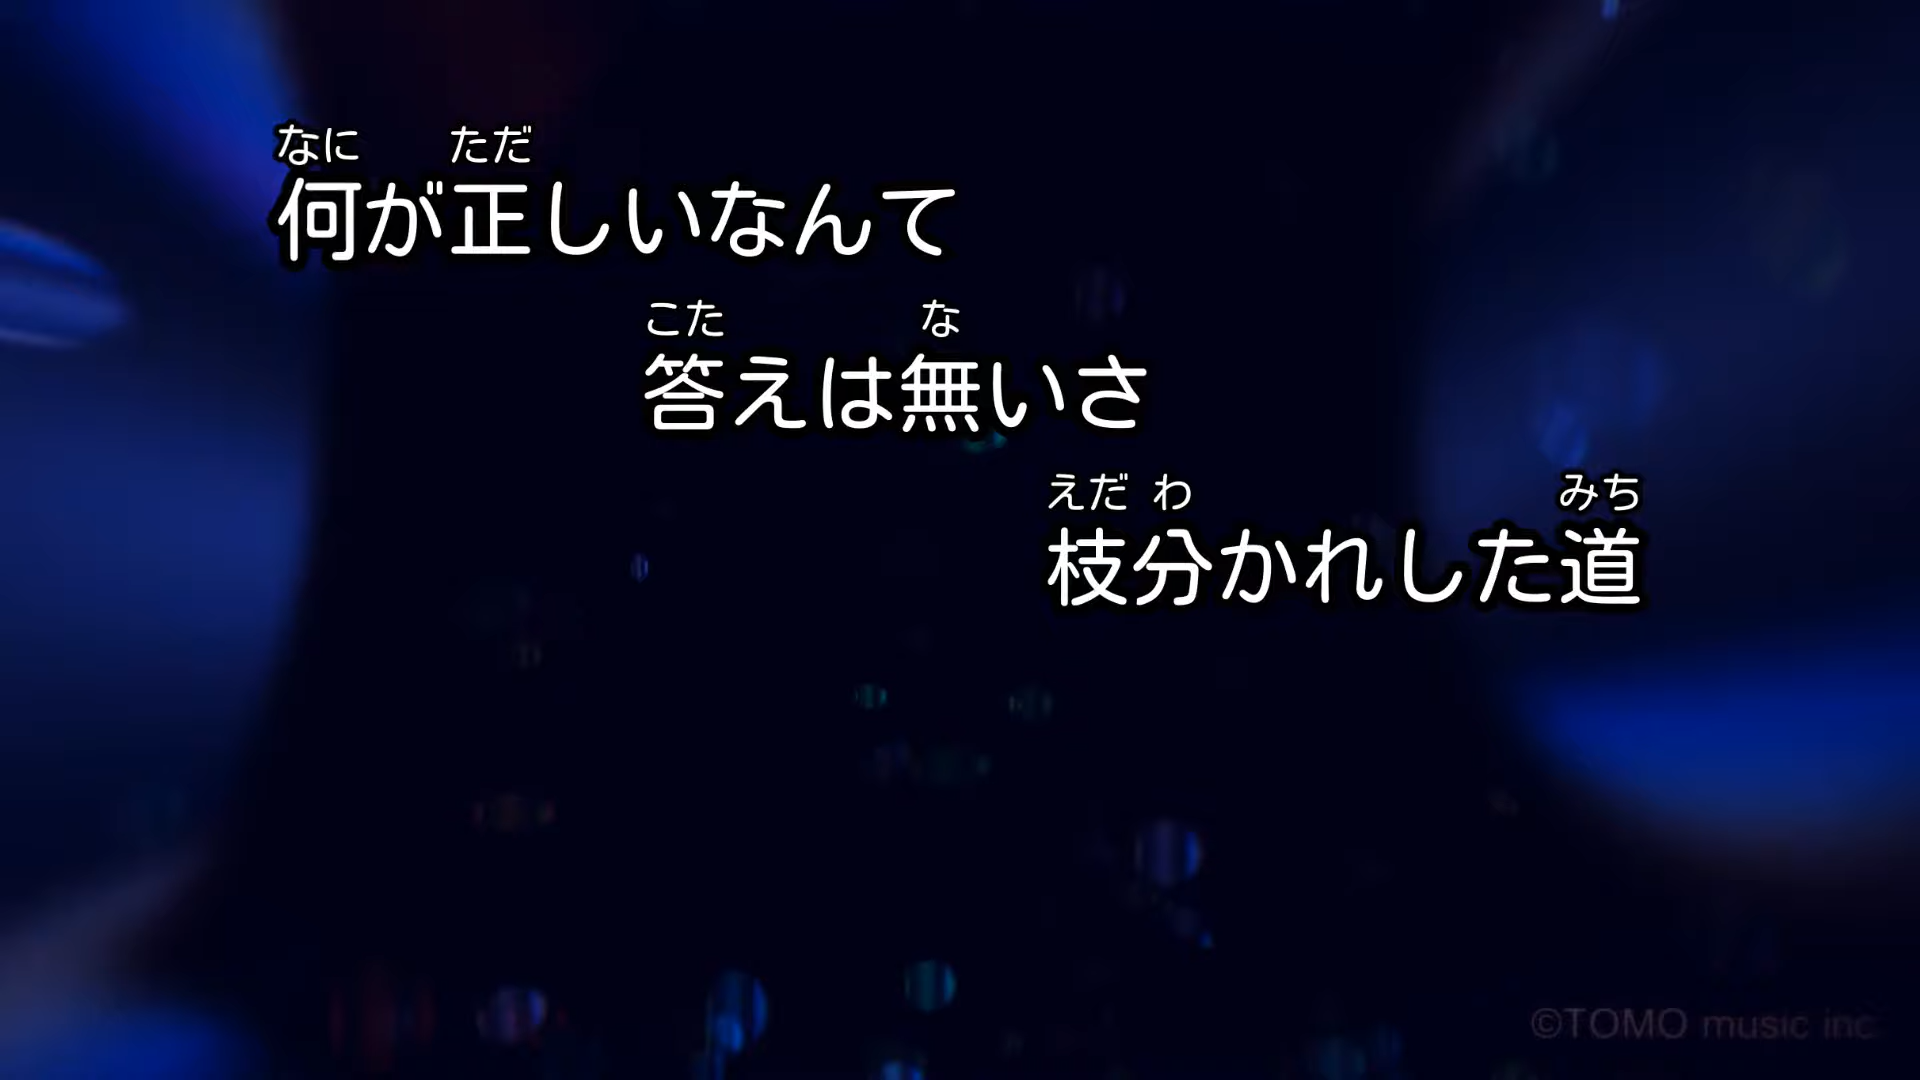 なに ただ
何が正しいなんて
こた な
答えは無いさ
えだ わ みち
枝分かれした道
©TOMO music inc.